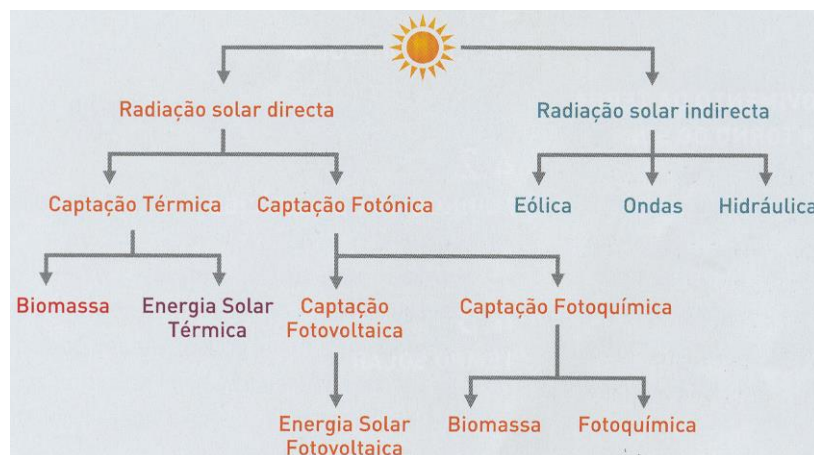 Radiação solar directa
Radiação solar indirecta
Captação Térmica
Captação Fotónica
Eólica
Ondas
Hidráulica
Biomassa
Energia Solar
Térmica
Captação
Fotovoltaica
Captação Fotoquímica
Energia Solar
Fotovoltaica
Biomassa
Fotoquímica